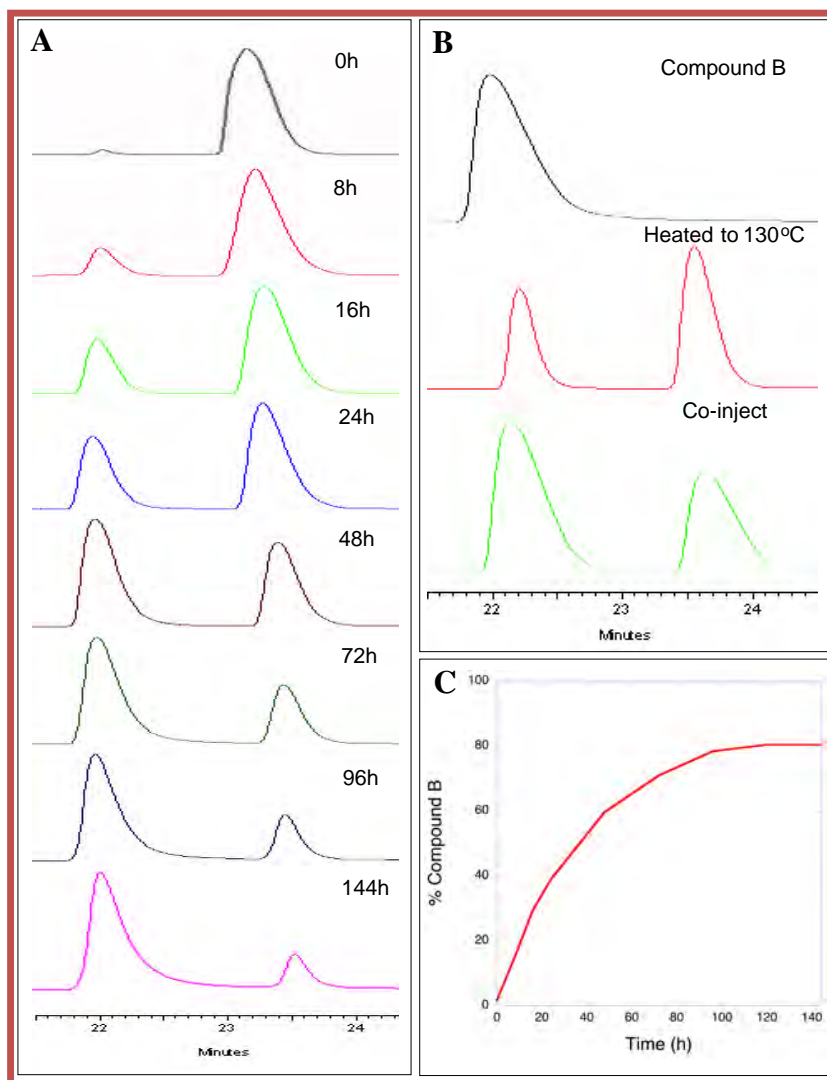 A
0h
8h
16h
24h
48h
72h
96h
144h
22 23 24
Minutes
B
Compound B
Heated to 130°C
Co-inject
22 23 24
Minutes
C
100
80
60
40
20
0
0 20 40 60 80 100 120 140
% Compound B
Time (h)